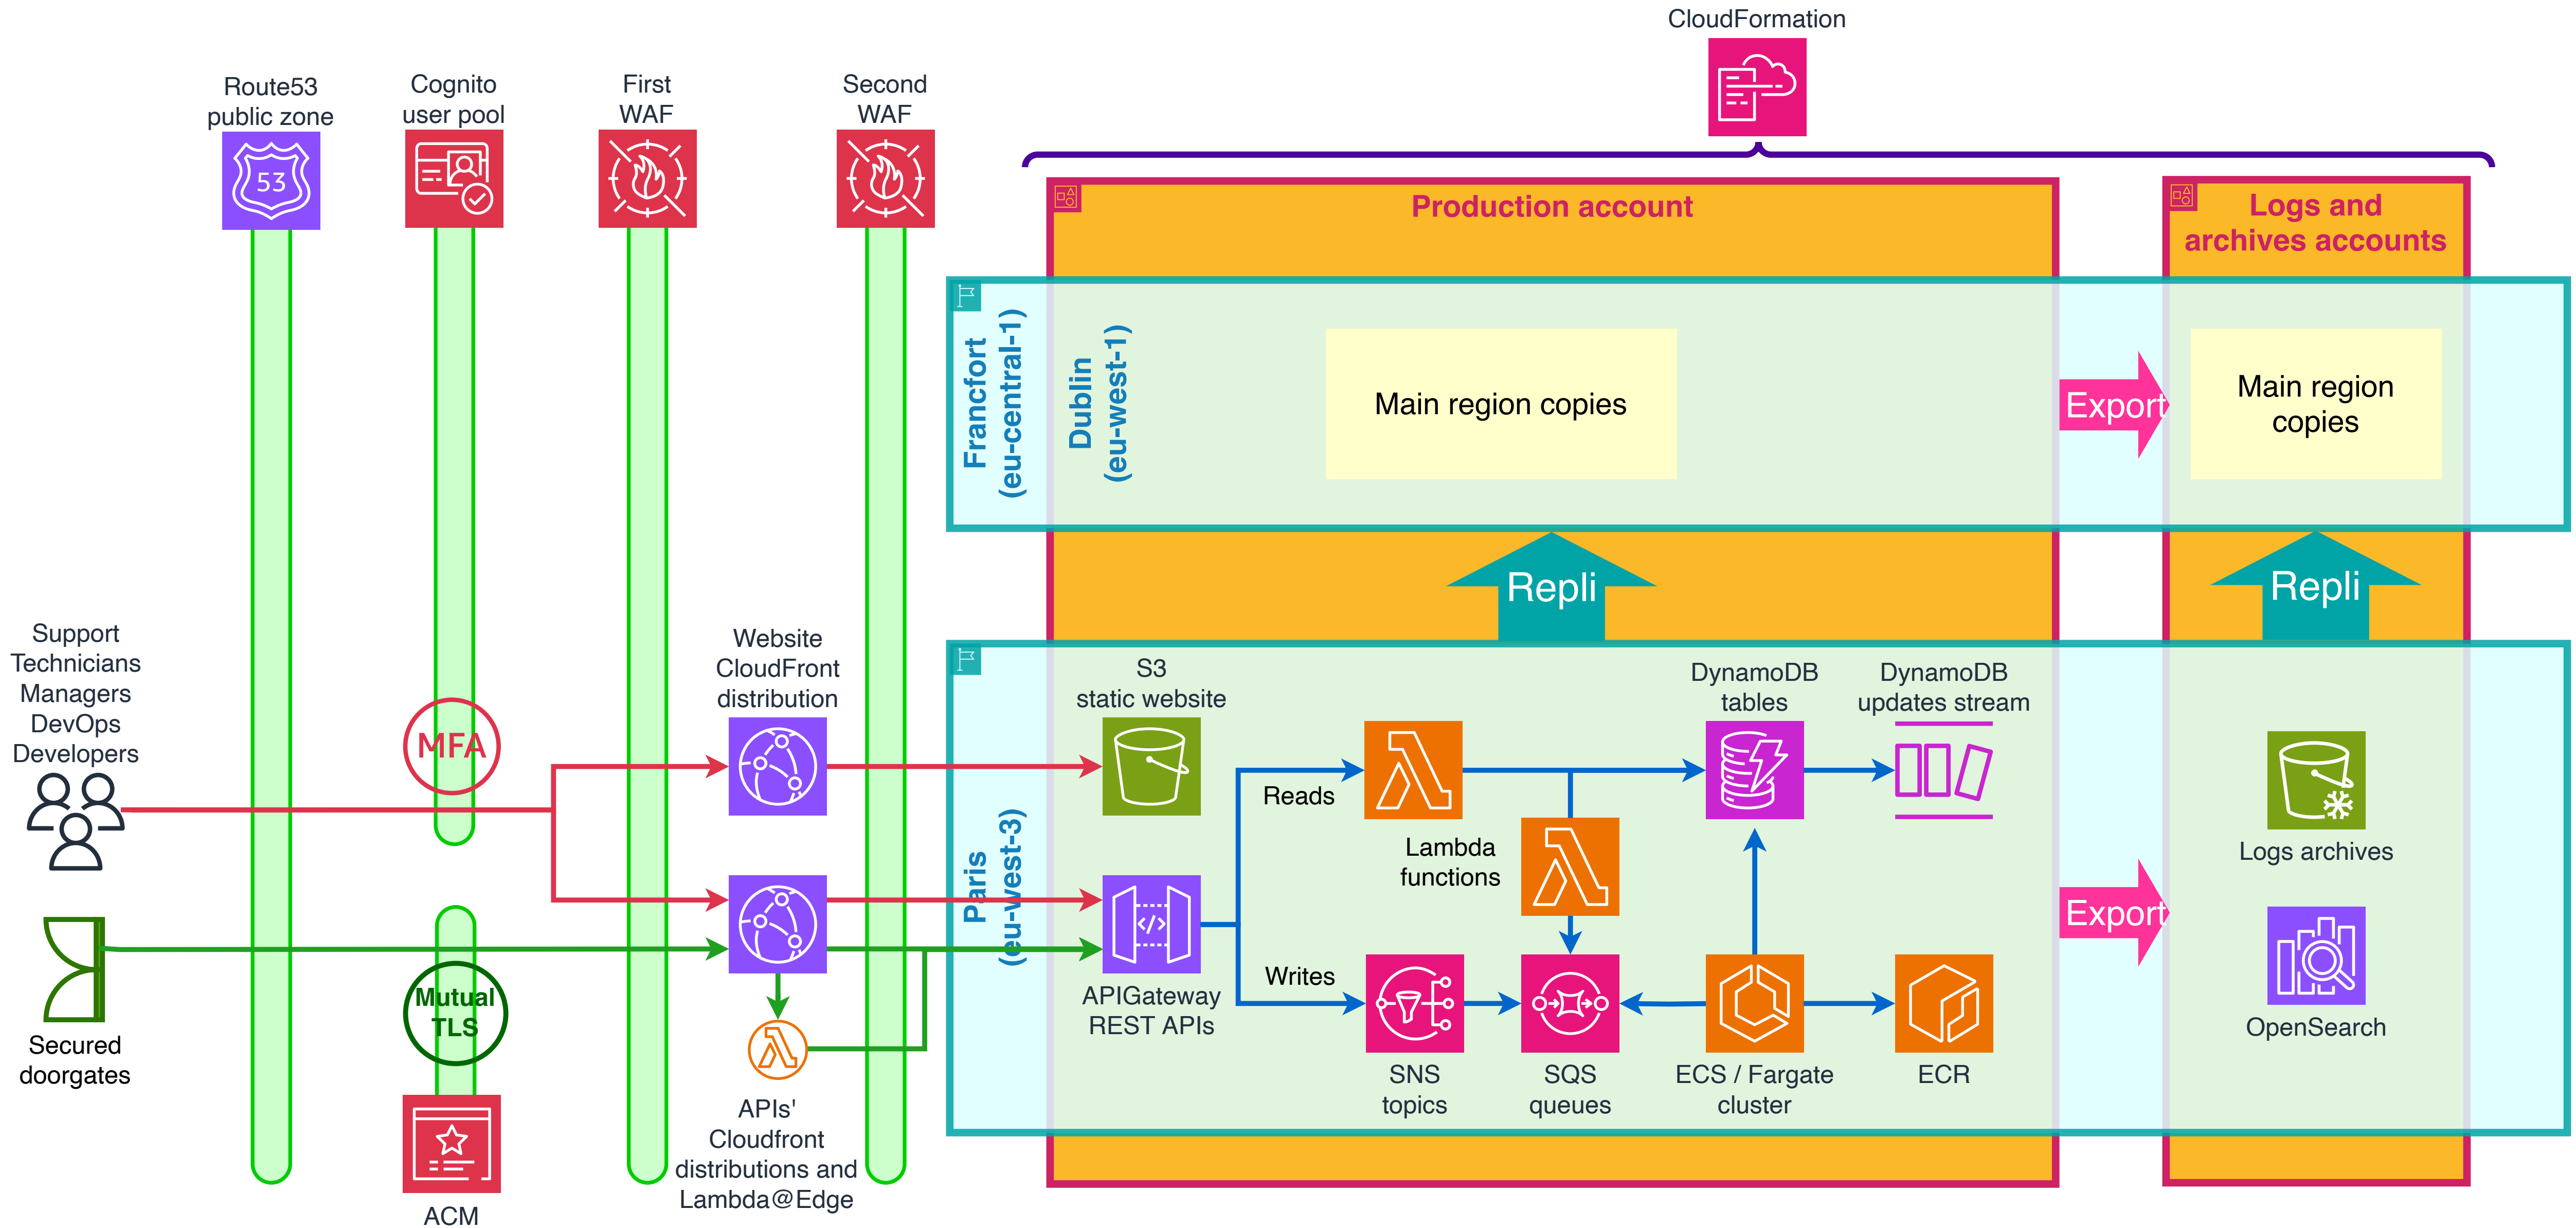 CloudFormation
Route53
public zone
53
Cognito
user pool
First
WAF
Second
WAF
Production account
Logs and
archives accounts
Francfort
(eu-central-1)
Dublin
(eu-west-1)
Main region copies
Export
Main region
copies
Repli
Repli
Support
Technicians
Managers
DevOps
Developers
MFA
Website
CloudFront
distribution
Paris
(eu-west-3)
S3
static website
DynamoDB
tables
DynamoDB
updates stream
Reads
Lambda
functions
Logs archives
Secured
doorgates
Mutual
TLS
ACM
APIs'
Cloudfront
distributions and
Lambda@Edge
</>
APIGateway
REST APIs
Writes
SNS
topics
SQS
queues
ECS / Fargate
cluster
ECR
Export
OpenSearch